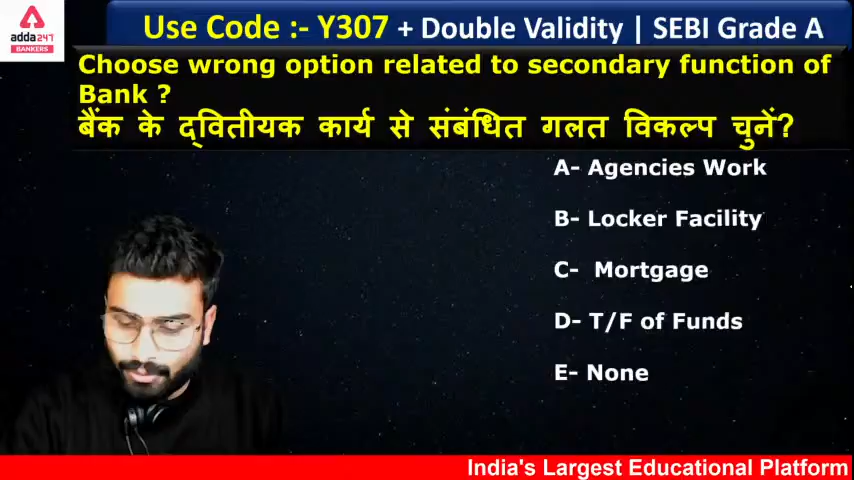 adda247
BANKERS
Use Code :- Y307 + Double Validity | SEBI Grade A
Choose wrong option related to secondary function of
Bank ?
बैंक के द्वितीयक कार्य से संबंधित गलत विकल्प चुनें?
A- Agencies Work
B- Locker Facility
C- Mortgage
D- T/F of Funds
E- None
India's Largest Educational Platform